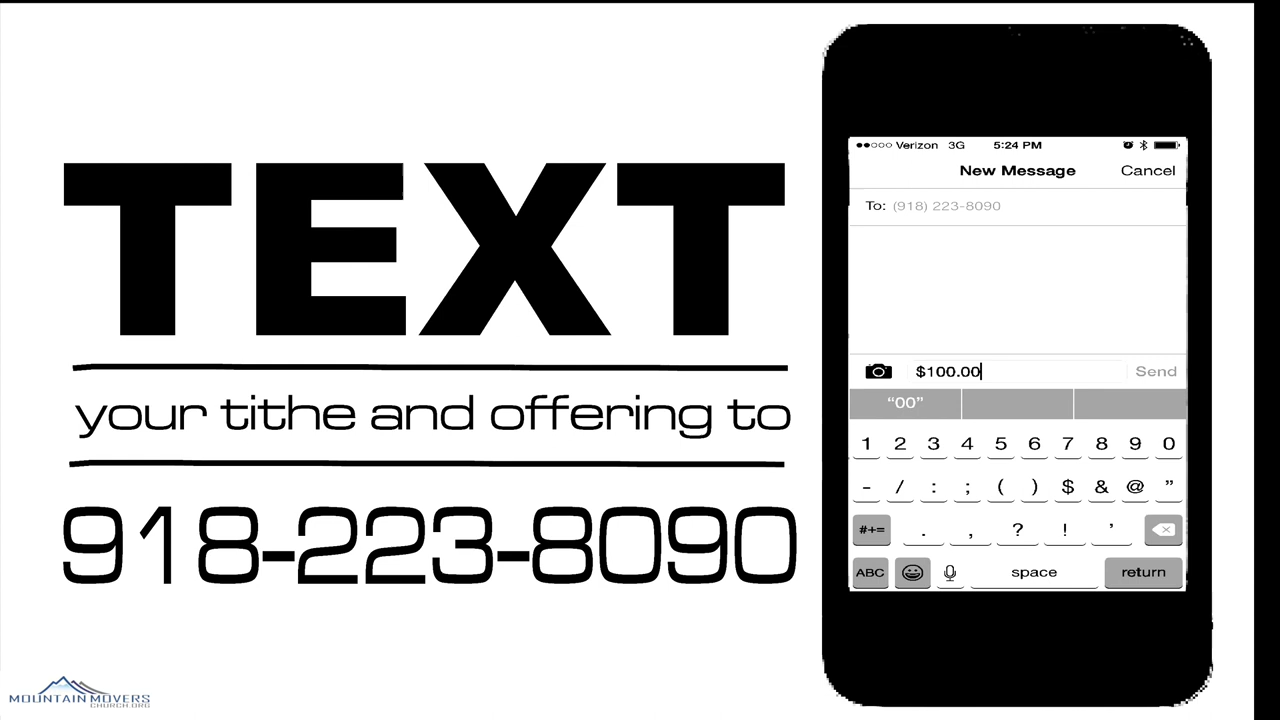 TEXT
your tithe and offering to
918-223-8090
MOUNTAIN MOVERS
CHURCH.ORG
Verizon 3G 5:24 PM
New Message Cancel
To: (918) 223-8090
$100.00 Send
“00”
1 2 3 4 5 6 7 8 9 0
- / : ; ( ) $ & @ ”
#+= . , ? ! ’
ABC space return